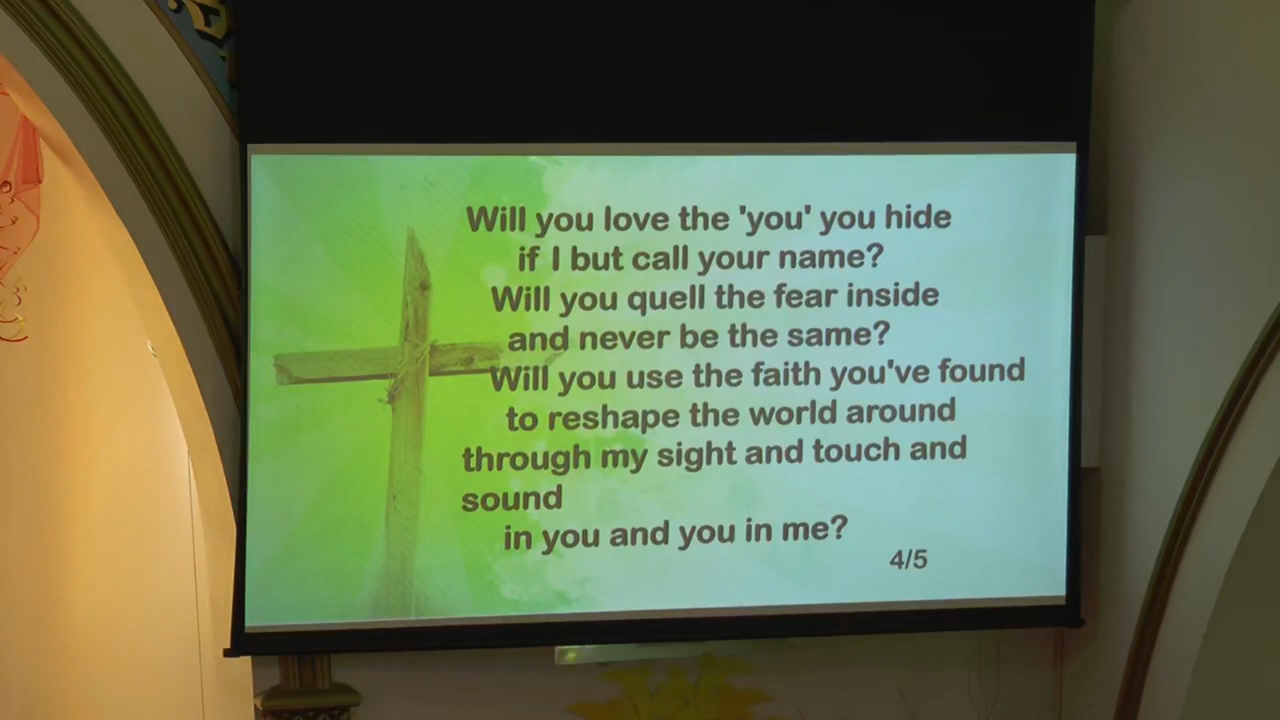 Will you love the 'you' you hide
if I but call your name?
Will you quell the fear inside
and never be the same?
Will you use the faith you've found
to reshape the world around
through my sight and touch and
sound
in you and you in me?
4/5